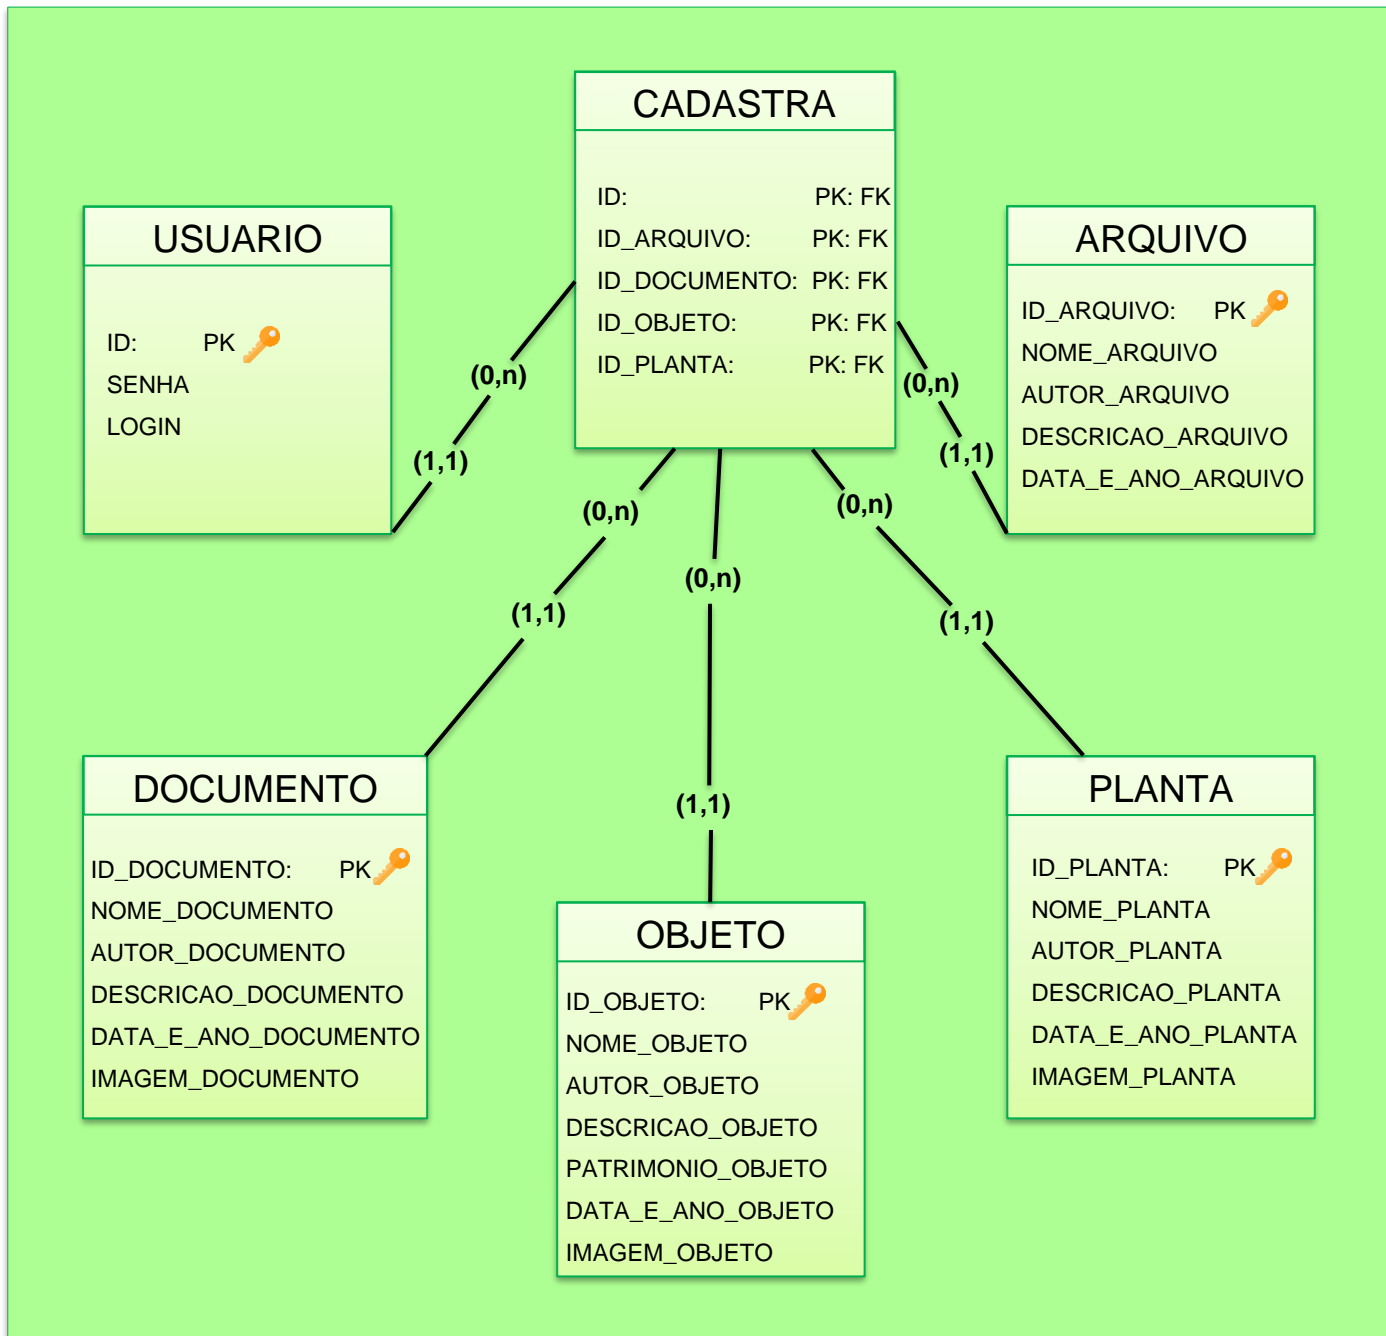 CADASTRA
ID: PK: FK
ID_ARQUIVO: PK: FK
ID_DOCUMENTO: PK: FK
ID_OBJETO: PK: FK
ID_PLANTA: PK: FK
USUARIO
ID: PK
SENHA
LOGIN
ARQUIVO
ID_ARQUIVO: PK
NOME_ARQUIVO
AUTOR_ARQUIVO
DESCRICAO_ARQUIVO
DATA_E_ANO_ARQUIVO
(0,n)
(1,1)
(0,n)
(1,1)
(0,n)
(1,1)
(0,n)
(1,1)
(0,n)
(1,1)
DOCUMENTO
ID_DOCUMENTO: PK
NOME_DOCUMENTO
AUTOR_DOCUMENTO
DESCRICAO_DOCUMENTO
DATA_E_ANO_DOCUMENTO
IMAGEM_DOCUMENTO
OBJETO
ID_OBJETO: PK
NOME_OBJETO
AUTOR_OBJETO
DESCRICAO_OBJETO
PATRIMONIO_OBJETO
DATA_E_ANO_OBJETO
IMAGEM_OBJETO
PLANTA
ID_PLANTA: PK
NOME_PLANTA
AUTOR_PLANTA
DESCRICAO_PLANTA
DATA_E_ANO_PLANTA
IMAGEM_PLANTA